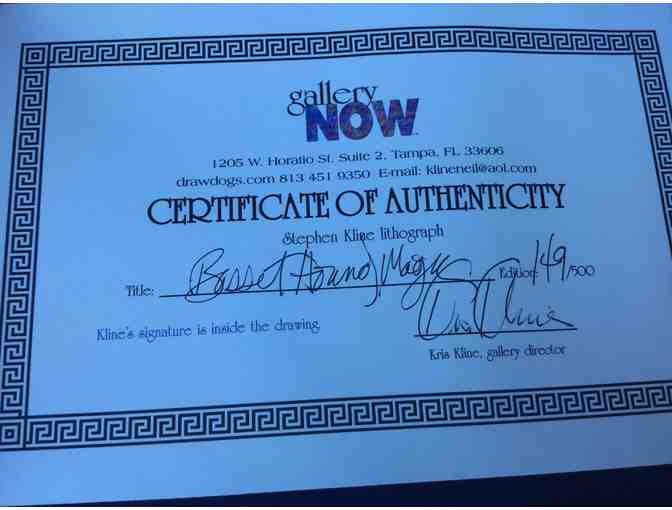 gallery
NOW
1205 W. Horatio St. Suite 2, Tampa, FL 33606
drawdogs.com 813 451 9350 E-mail: klineneil@aol.com
CERTIFICATE OF AUTHENTICITY
Stephen Kline lithograph
Title: Basset Hound Edition: 149/500
Kline's signature is inside the drawing.
Kris Kline, gallery director